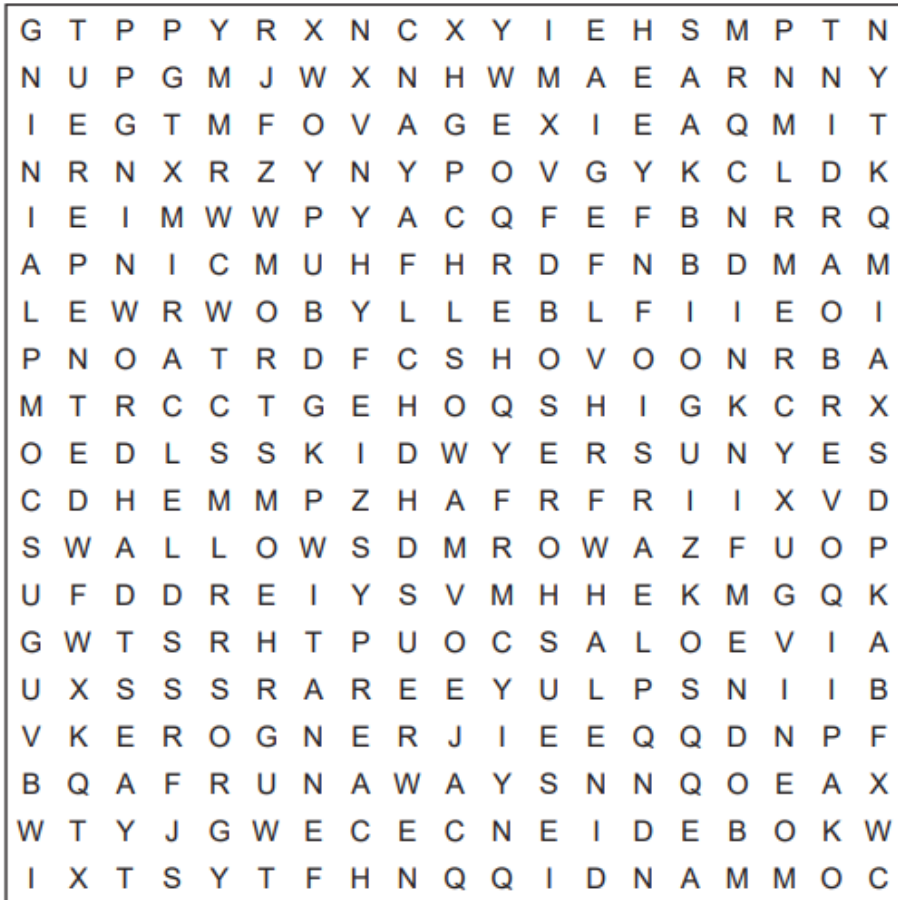 G T P P Y R X N C X Y I E H S M P T N
N U P G M J W X N H W M A E A R N N Y
I E G T M F O V A G E X I E A Q M I T
N R N X R Z Y N Y P O V G Y K C L D K
I E I M W W P Y A C Q F E F B N R R Q
A P N I C M U H F H R D F N B D M A M
L E W R W O B Y L L E B L F I I E O I
P N O A T R D F C S H O V O O N R B A
M T R C C T G E H O Q S H I G K C R X
O E D L S S K I D W Y E R S U N Y E S
C D H E M M P Z H A F R F R I I X V D
S W A L L O W S D M R O W A Z F U O P
U F D D R E I Y S V M H H E K M G Q K
G W T S R H T P U O C S A L O E V I A
U X S S S R A R E E Y U L P S N I I B
V K E R O G N E R J I E E Q Q D N P F
B Q A F R U N A W A Y S N N Q O E A X
W T Y J G W E C E C N E I D E B O K W
I X T S Y T F H N Q Q I D N A M M O C